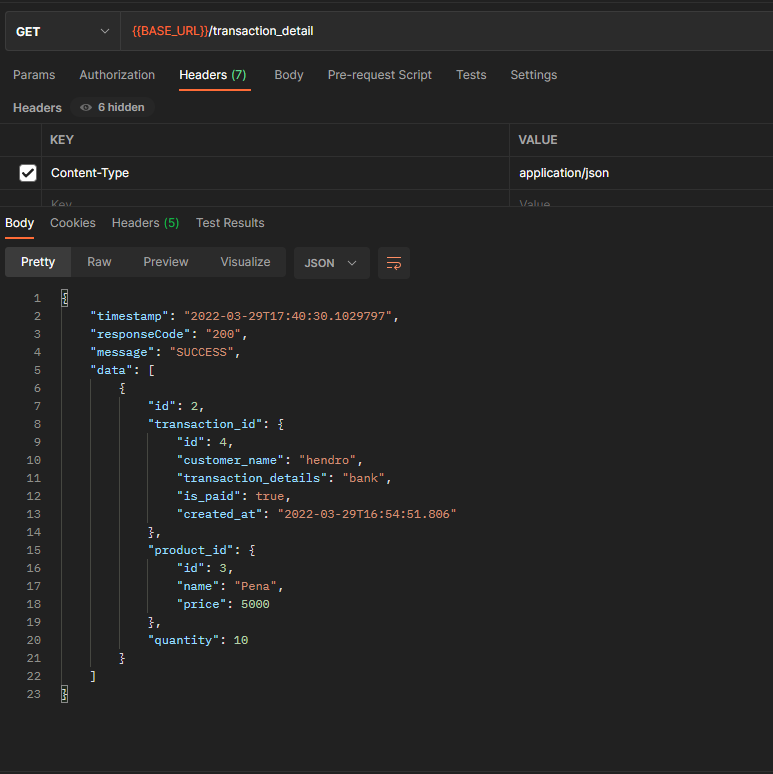 GET {{BASE_URL}}/transaction_detail
Params Authorization Headers (7) Body Pre-request Script Tests Settings
Headers 6 hidden
KEY VALUE
Content-Type application/json
Key Value
Body Cookies Headers (5) Test Results
Pretty Raw Preview Visualize JSON
1 {
2 "timestamp": "2022-03-29T17:40:30.1029797",
3 "responseCode": "200",
4 "message": "SUCCESS",
5 "data": [
6 {
7 "id": 2,
8 "transaction_id": {
9 "id": 4,
10 "customer_name": "hendro",
11 "transaction_details": "bank",
12 "is_paid": true,
13 "created_at": "2022-03-29T16:54:51.806"
14 },
15 "product_id": {
16 "id": 3,
17 "name": "Pena",
18 "price": 5000
19 },
20 "quantity": 10
21 }
22 ]
23 }